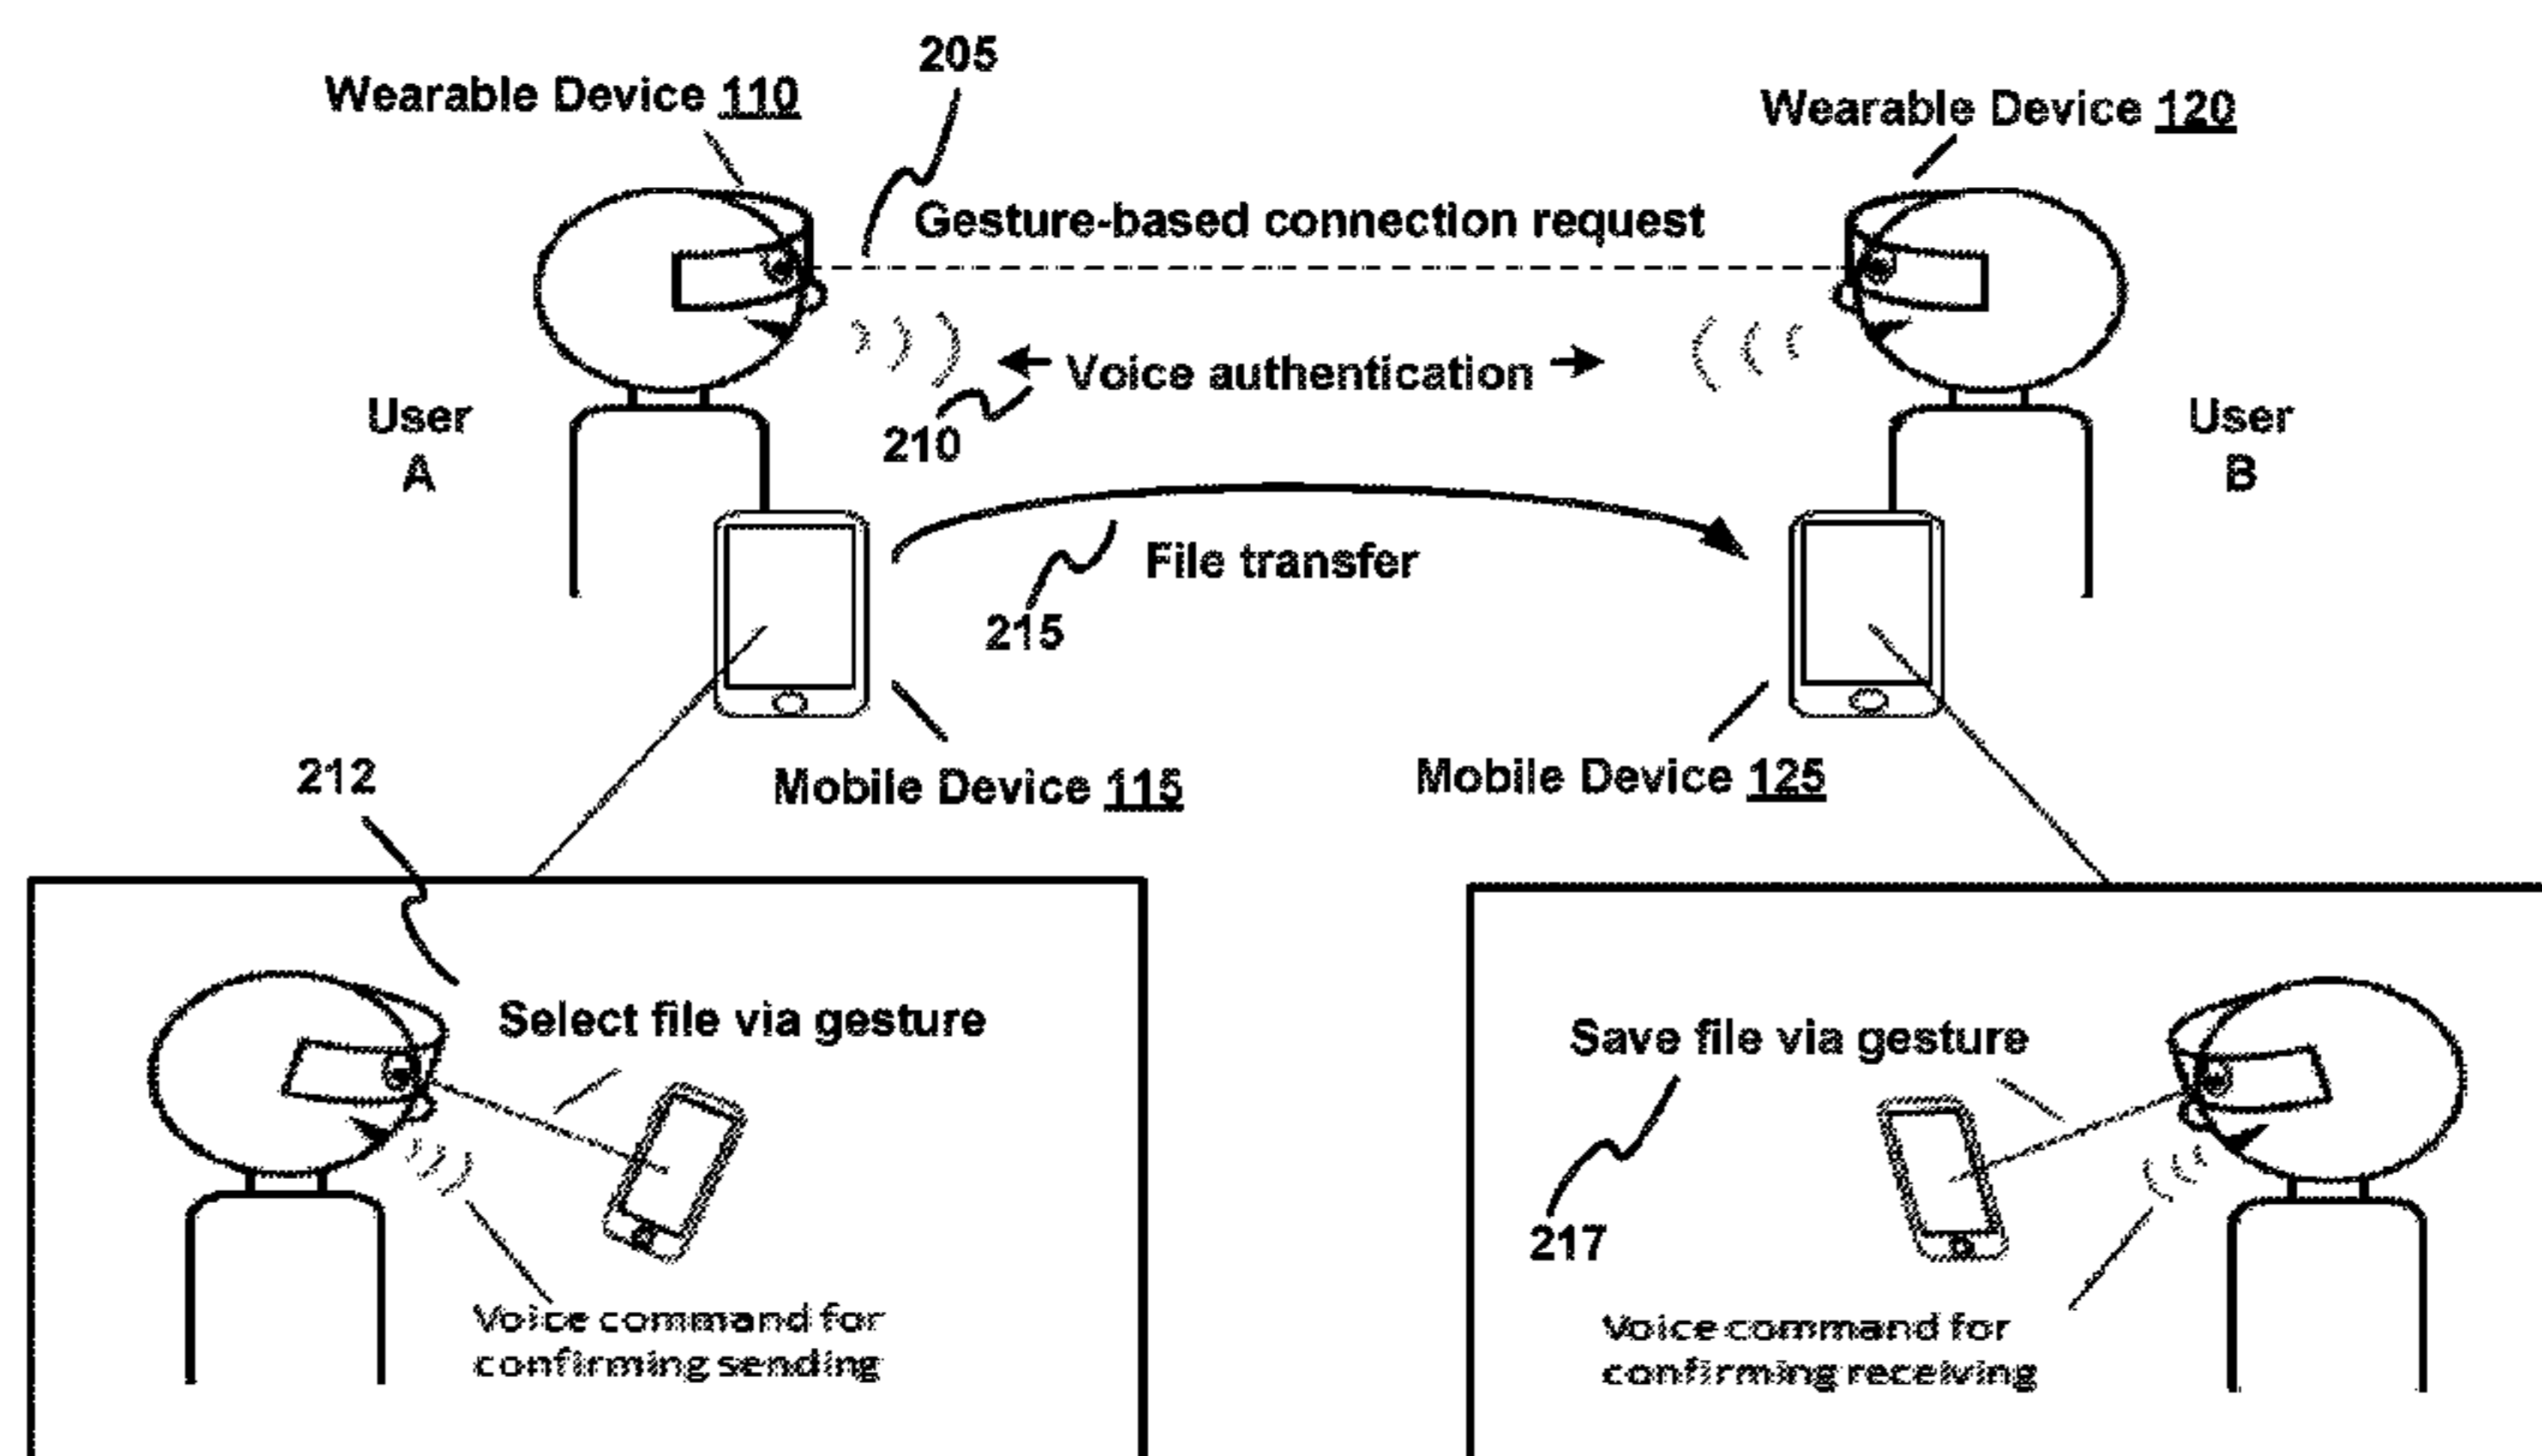 205
Wearable Device 110
Wearable Device 120
Gesture-based connection request
Voice authentication
User
A
210
User
B
File transfer
215
212
Mobile Device 115
Mobile Device 125
Select file via gesture
Save file via gesture
217
Voice command for
confirming sending
Voice command for
confirming receiving